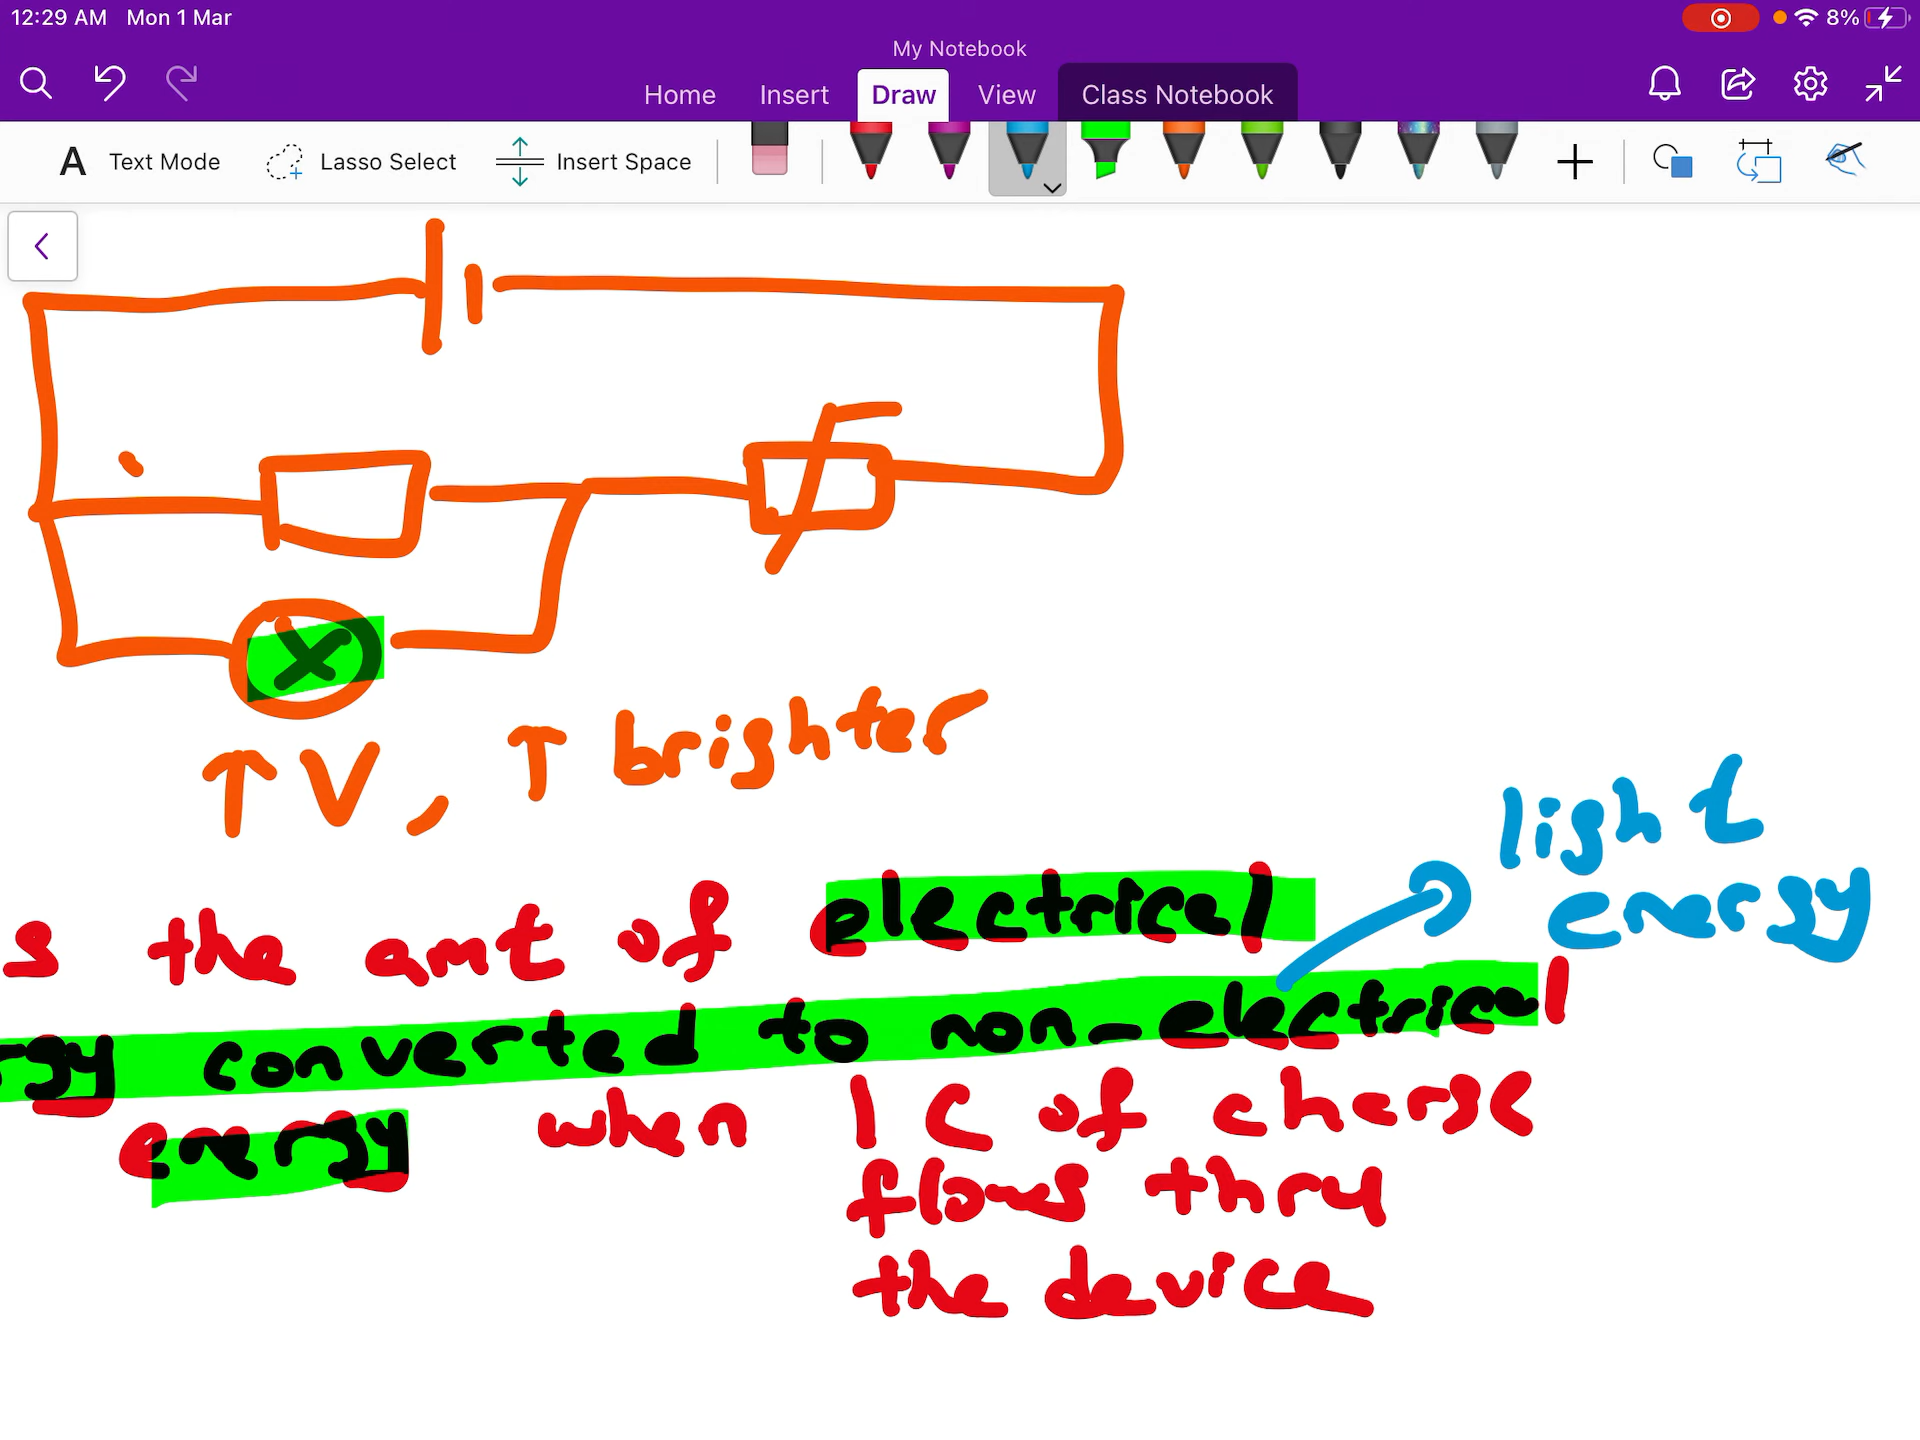 12:29 AM Mon 1 Mar
8%
My Notebook
Home Insert Draw View Class Notebook
A Text Mode Lasso Select Insert Space
↑ V, ↑ brighter
light
energy
s the amt of electrical
rgy converted to non-electrical
energy when 1 C of charge
flows thru
the device